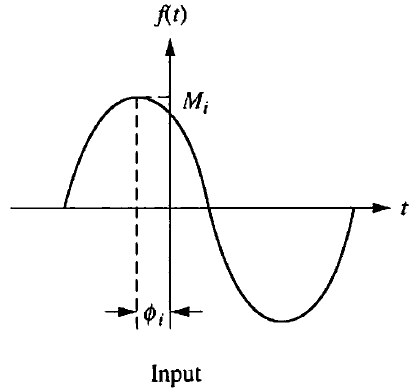 f(t)
M_i
t
ϕ_i
Input